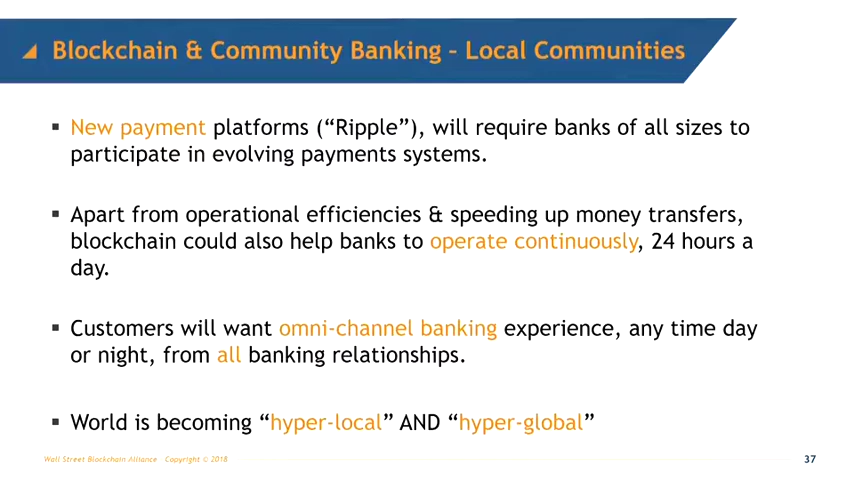 Blockchain & Community Banking – Local Communities
▪ New payment platforms (“Ripple”), will require banks of all sizes to
participate in evolving payments systems.
▪ Apart from operational efficiencies & speeding up money transfers,
blockchain could also help banks to operate continuously, 24 hours a
day.
▪ Customers will want omni-channel banking experience, any time day
or night, from all banking relationships.
▪ World is becoming “hyper-local” AND “hyper-global”
Wall Street Blockchain Alliance Copyright © 2018
37